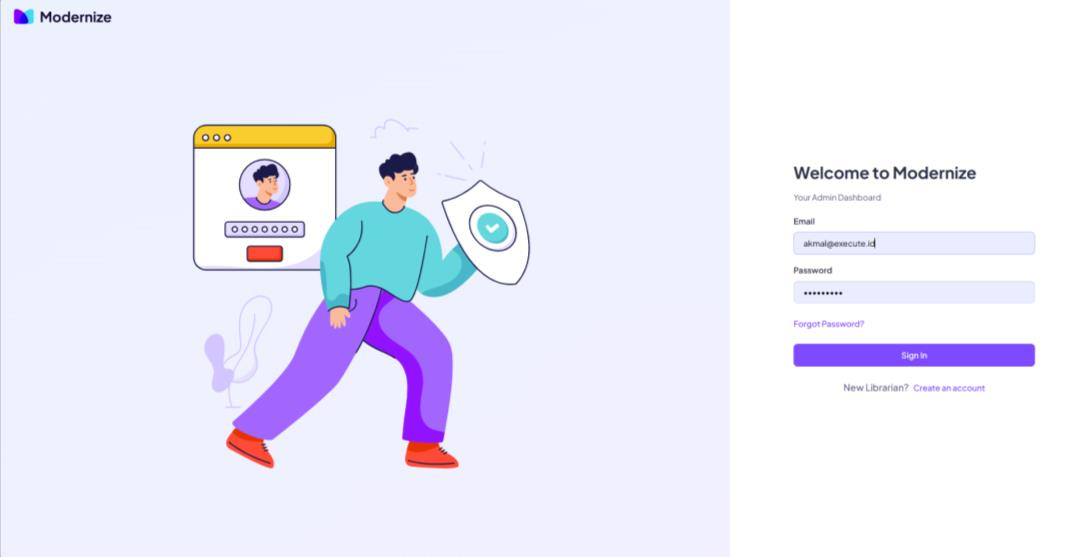 Modernize
Welcome to Modernize
Your Admin Dashboard
Email
akmal@execute.id
Password
•••••••••
Forgot Password?
Sign In
New Librarian? Create an account